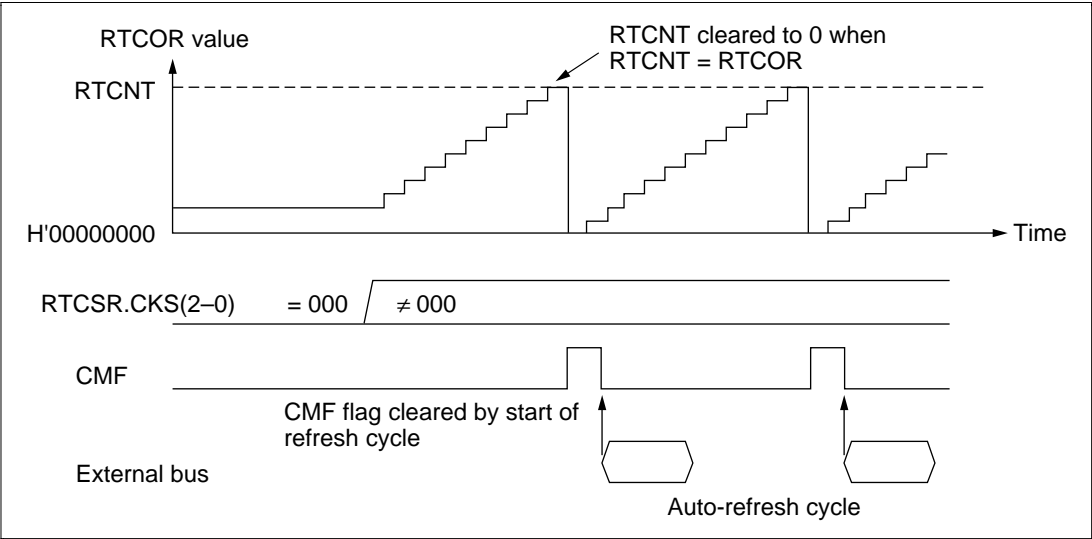 RTCOR value
RTCNT cleared to 0 when
RTCNT = RTCOR
RTCNT
H'00000000
Time
RTCSR.CKS(2–0) = 000 ≠ 000
CMF
CMF flag cleared by start of
refresh cycle
External bus
Auto-refresh cycle